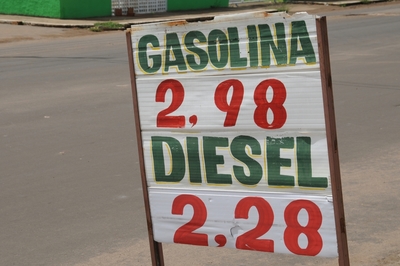 GASOLINA
2,98
DIESEL
2,28